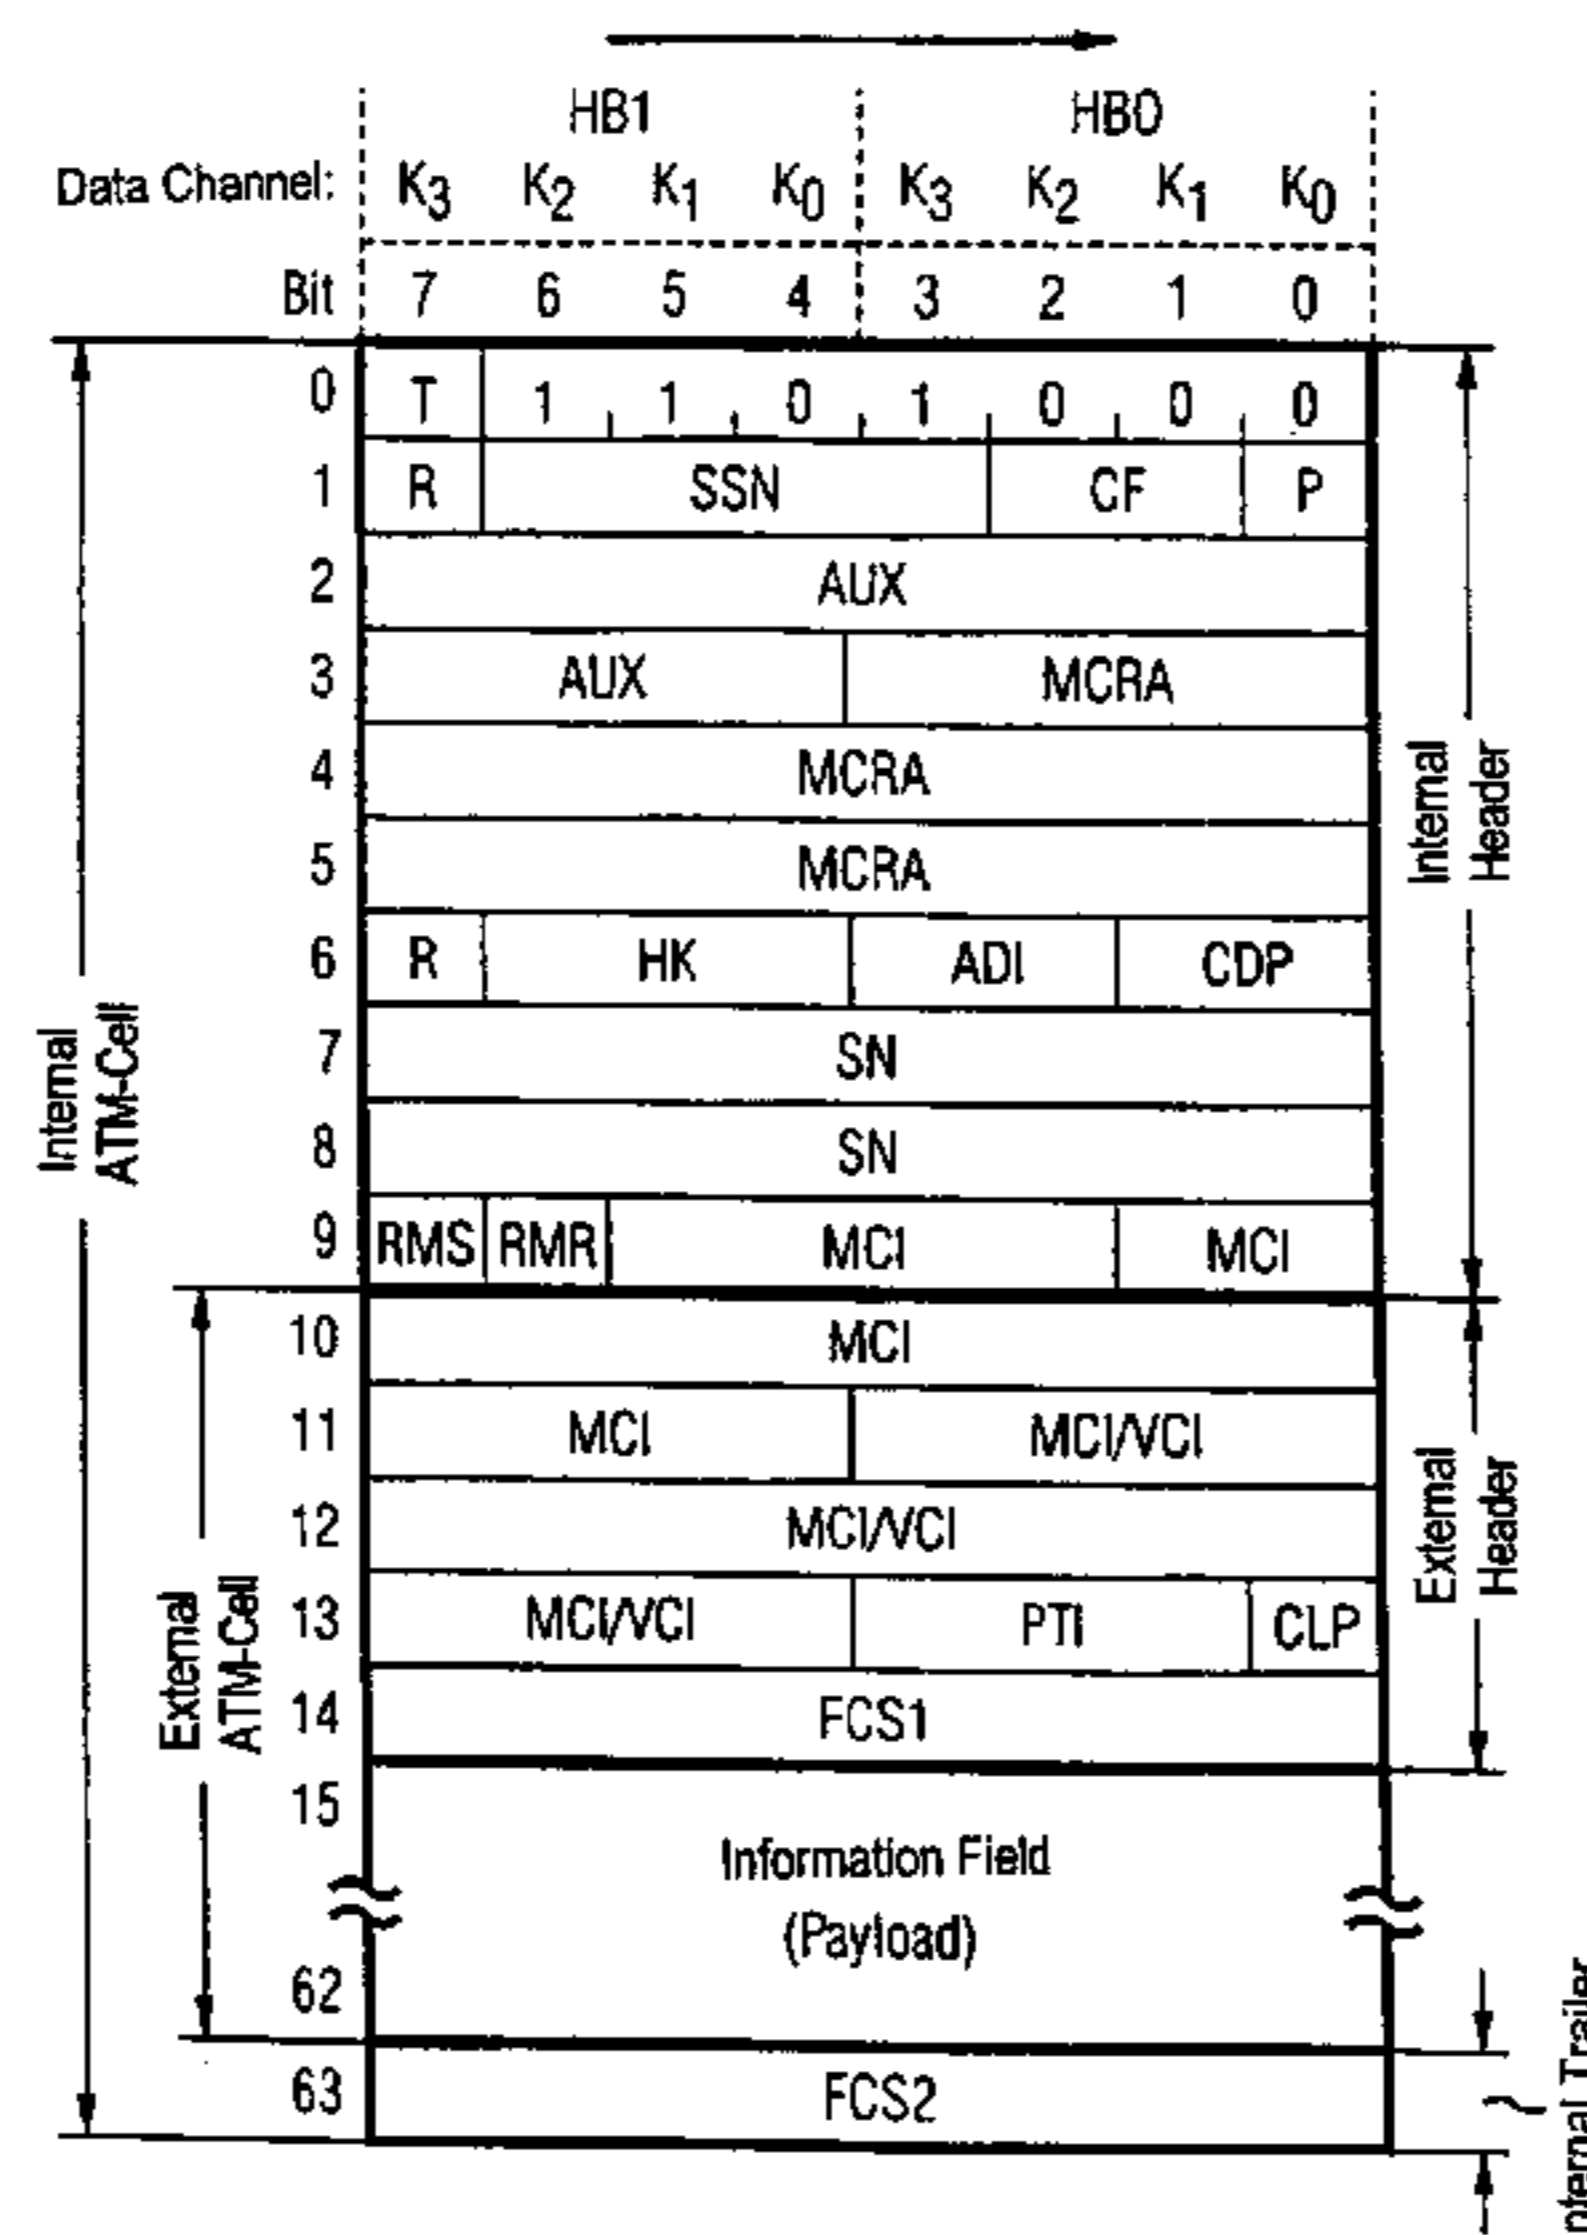 HB1 HB0
Data Channel: K3 K2 K1 K0 K3 K2 K1 K0
Bit 7 6 5 4 3 2 1 0
0 T 1 1 0 1 0 0 0
1 R SSN CF P
2 AUX
3 AUX MCRA
4 MCRA
5 MCRA
6 R HK ADI CDP
7 SN
8 SN
9 RMS RMR MCI MCI
10 MCI
11 MCI MCI/VCI
12 MCI/VCI
13 MCI/VCI PTI CLP
14 FCS1
15
Information Field
(Payload)
62
63 FCS2
Internal
ATM-Cell
External
ATM-Cell
Internal
Header
External
Header
Trailer